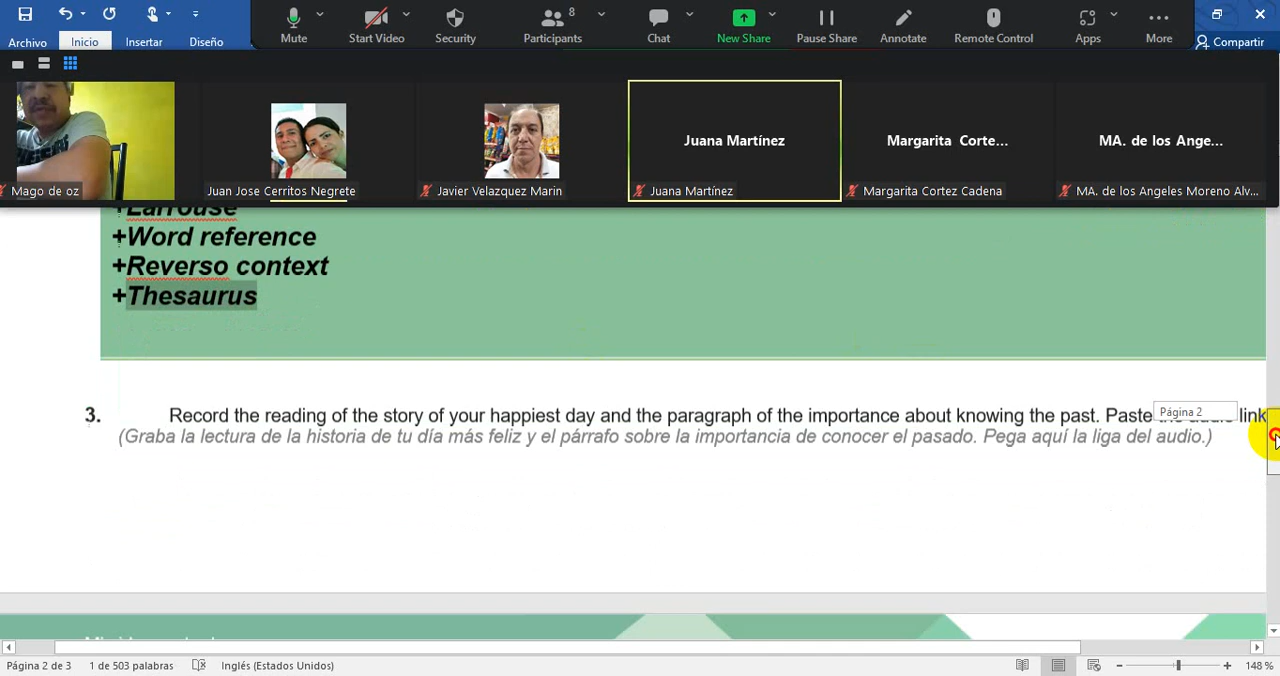 Mute
Start Video
Security
Participants
8
Chat
New Share
Pause Share
Annotate
Remote Control
Apps
More
Archivo
Inicio
Insertar
Diseño
Compartir
Mago de oz
Juan Jose Cerritos Negrete
Javier Velazquez Marin
Juana Martínez
Juana Martínez
Margarita Corte...
Margarita Cortez Cadena
MA. de los Ange...
MA. de los Angeles Moreno Alv...
+Larrouse
+Word reference
+Reverso context
+Thesaurus
3. Record the reading of the story of your happiest day and the paragraph of the importance about knowing the past. Paste the audio link
Página 2
(Graba la lectura de la historia de tu día más feliz y el párrafo sobre la importancia de conocer el pasado. Pega aquí la liga del audio.)
Página 2 de 3
1 de 503 palabras
Inglés (Estados Unidos)
148 %